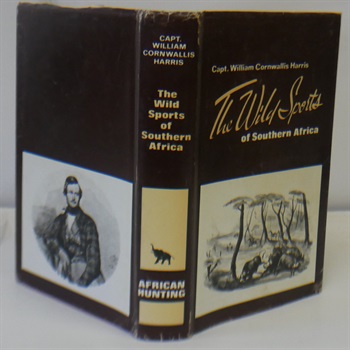 CAPT.
WILLIAM
CORNWALLIS
HARRIS
The
Wild
Sports
of
Southern
Africa
AFRICAN
HUNTING
Capt. William Cornwallis Harris
The Wild Sports
of Southern Africa